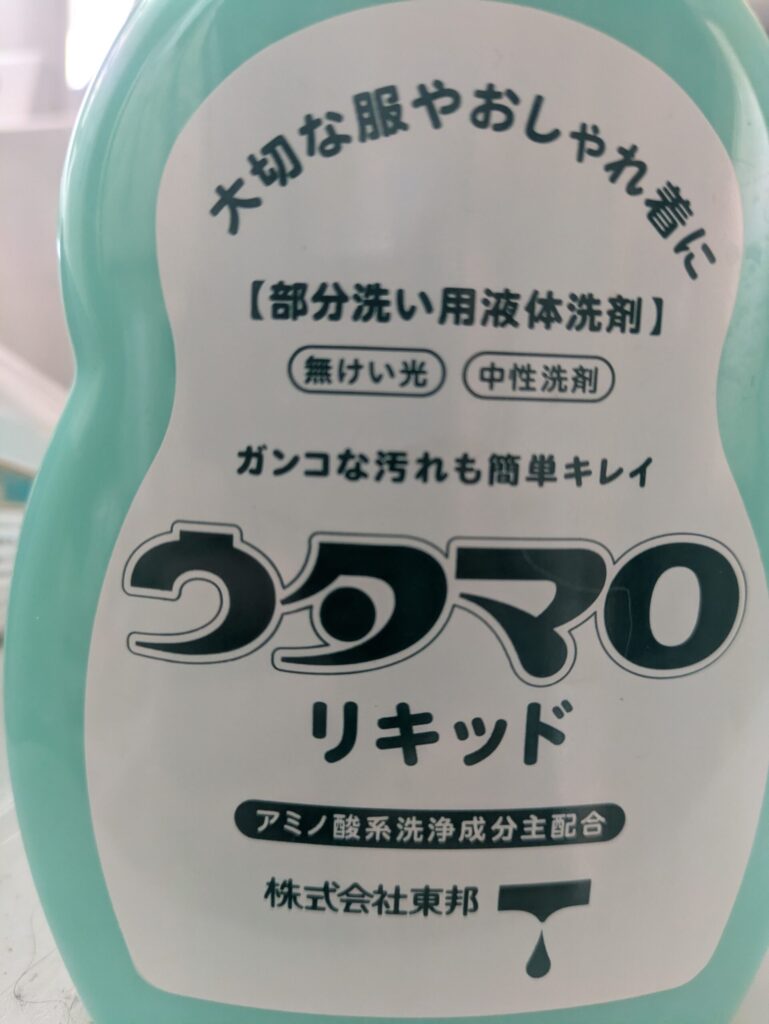 大切な服やおしゃれ着に
【部分洗い用液体洗剤】
無けい光 中性洗剤
ガンコな汚れも簡単キレイ
ウタマロ
リキッド
アミノ酸系洗浄成分主配合
株式会社東邦